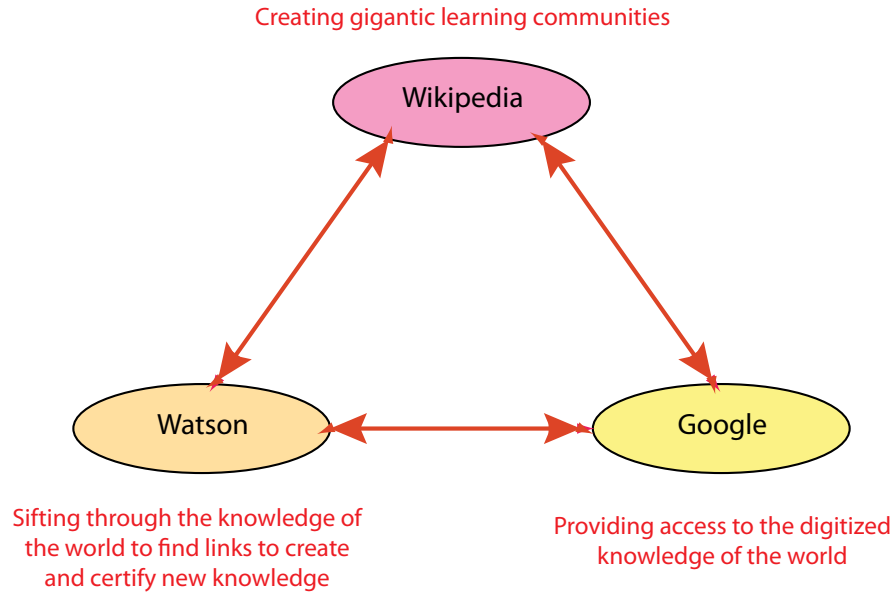 Creating gigantic learning communities
Wikipedia
Watson
Google
Sifting through the knowledge of
the world to find links to create
and certify new knowledge
Providing access to the digitized
knowledge of the world